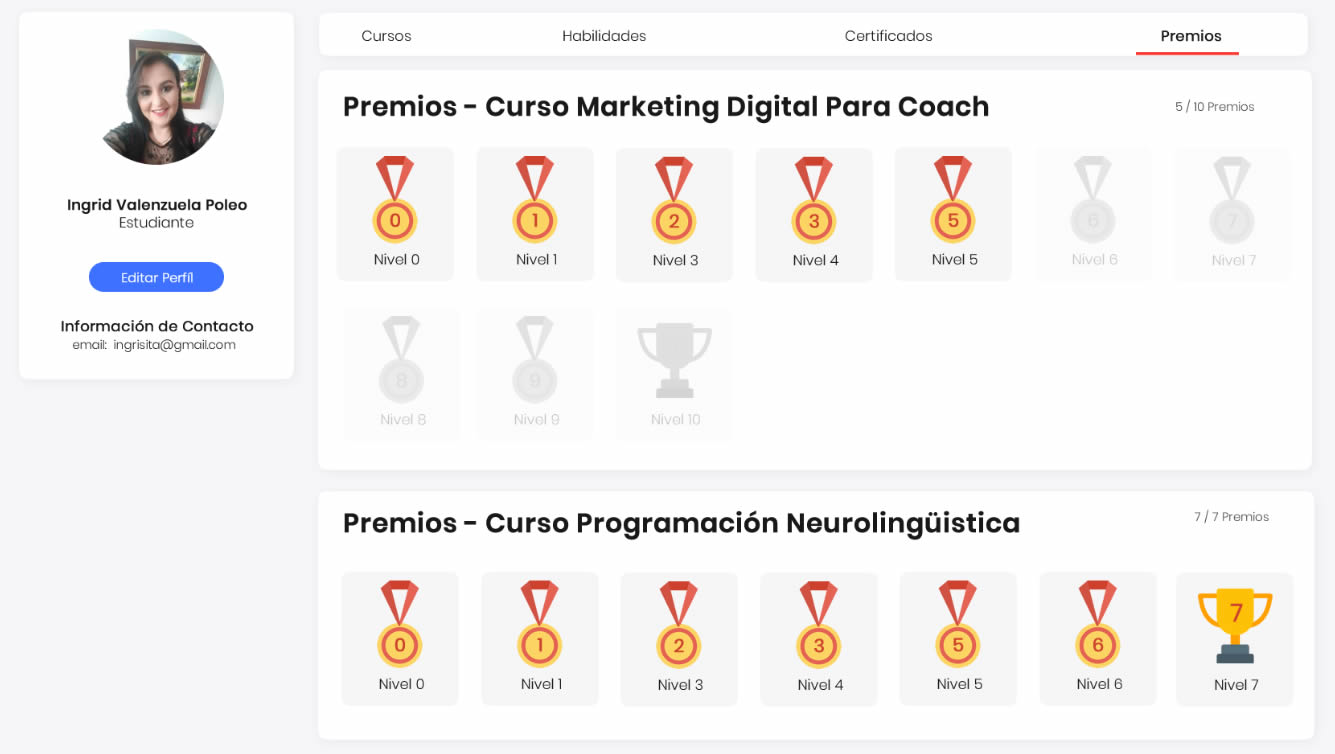 Cursos
Habilidades
Certificados
Premios
Ingrid Valenzuela Poleo
Estudiante
Editar Perfíl
Información de Contacto
email: ingrisita@gmail.com
Premios - Curso Marketing Digital Para Coach
5 / 10 Premios
0
1
2
3
5
6
7
Nivel 0
Nivel 1
Nivel 3
Nivel 4
Nivel 5
Nivel 6
Nivel 7
8
9
Nivel 8
Nivel 9
Nivel 10
Premios - Curso Programación Neurolingüistica
7 / 7 Premios
0
1
2
3
5
6
7
Nivel 0
Nivel 1
Nivel 3
Nivel 4
Nivel 5
Nivel 6
Nivel 7